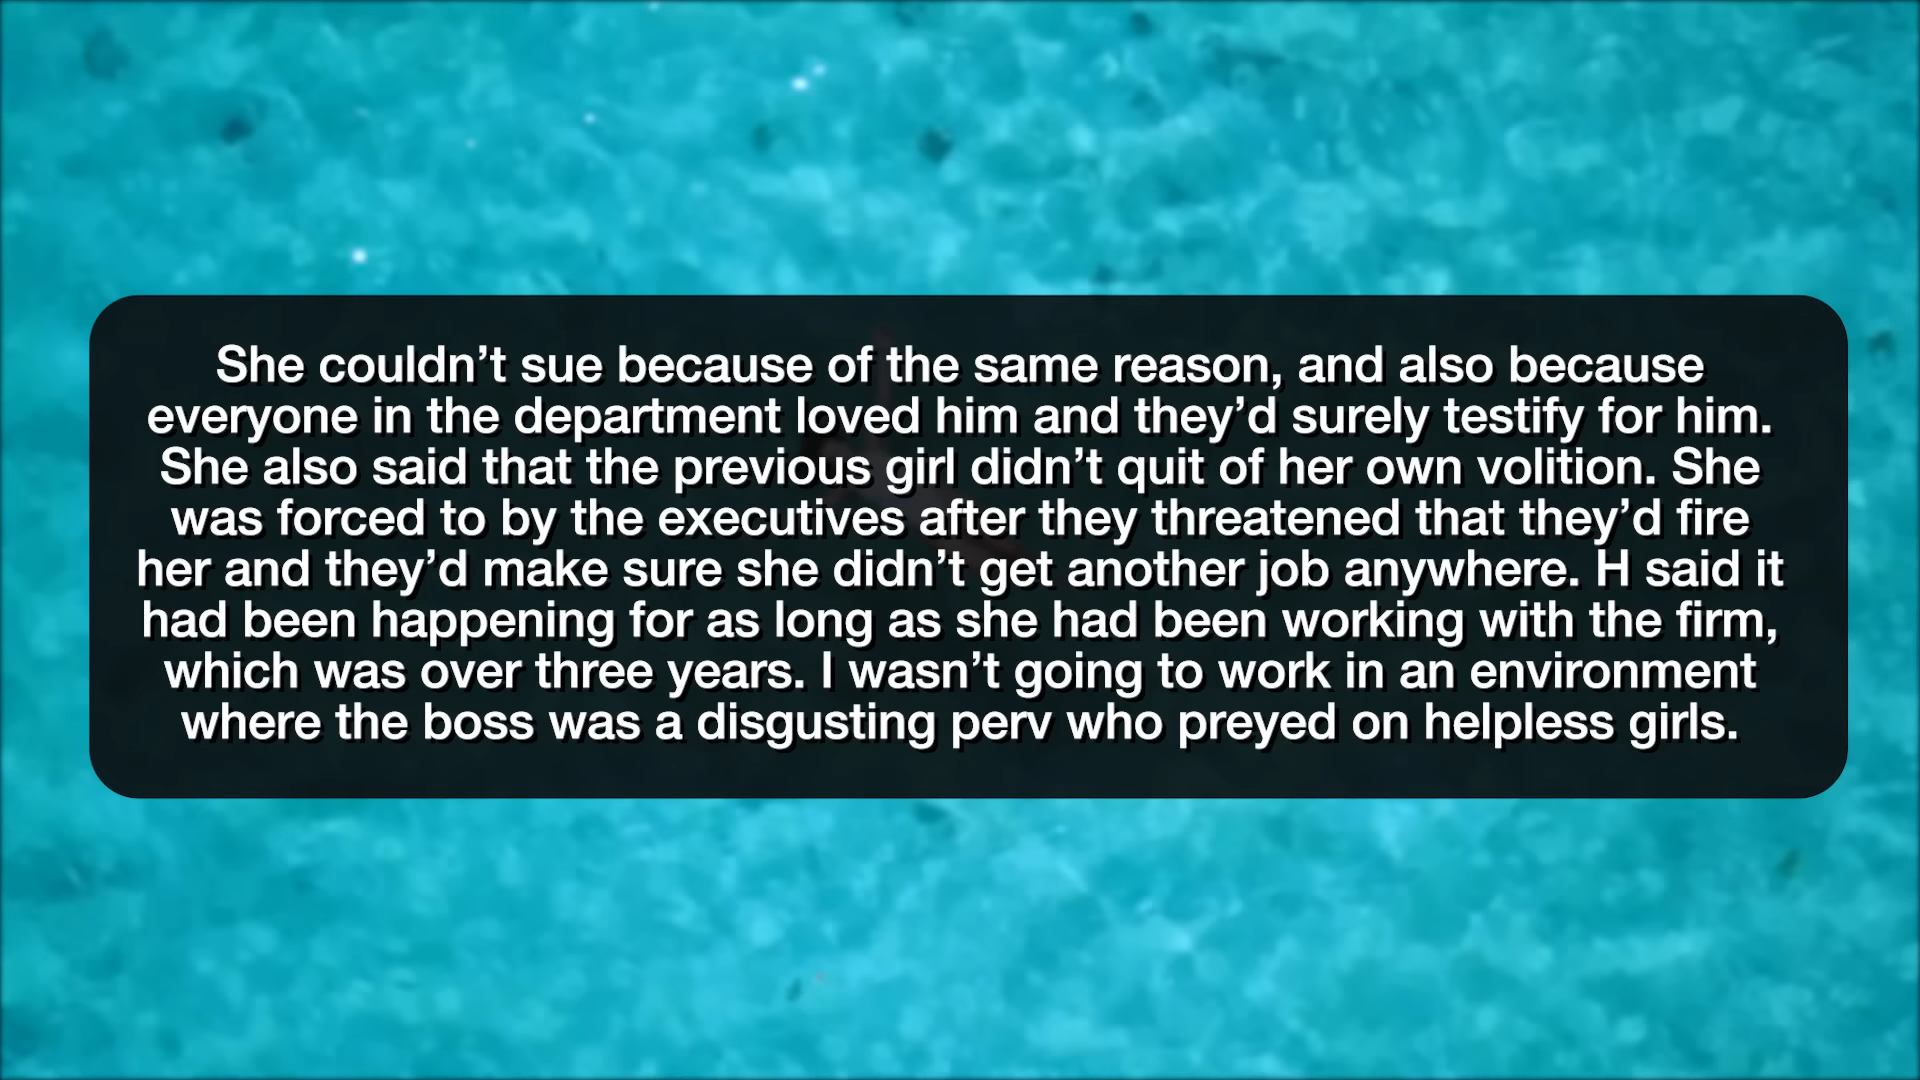 She couldn’t sue because of the same reason, and also because
everyone in the department loved him and they’d surely testify for him.
She also said that the previous girl didn’t quit of her own volition. She
was forced to by the executives after they threatened that they’d fire
her and they’d make sure she didn’t get another job anywhere. H said it
had been happening for as long as she had been working with the firm,
which was over three years. I wasn’t going to work in an environment
where the boss was a disgusting perv who preyed on helpless girls.